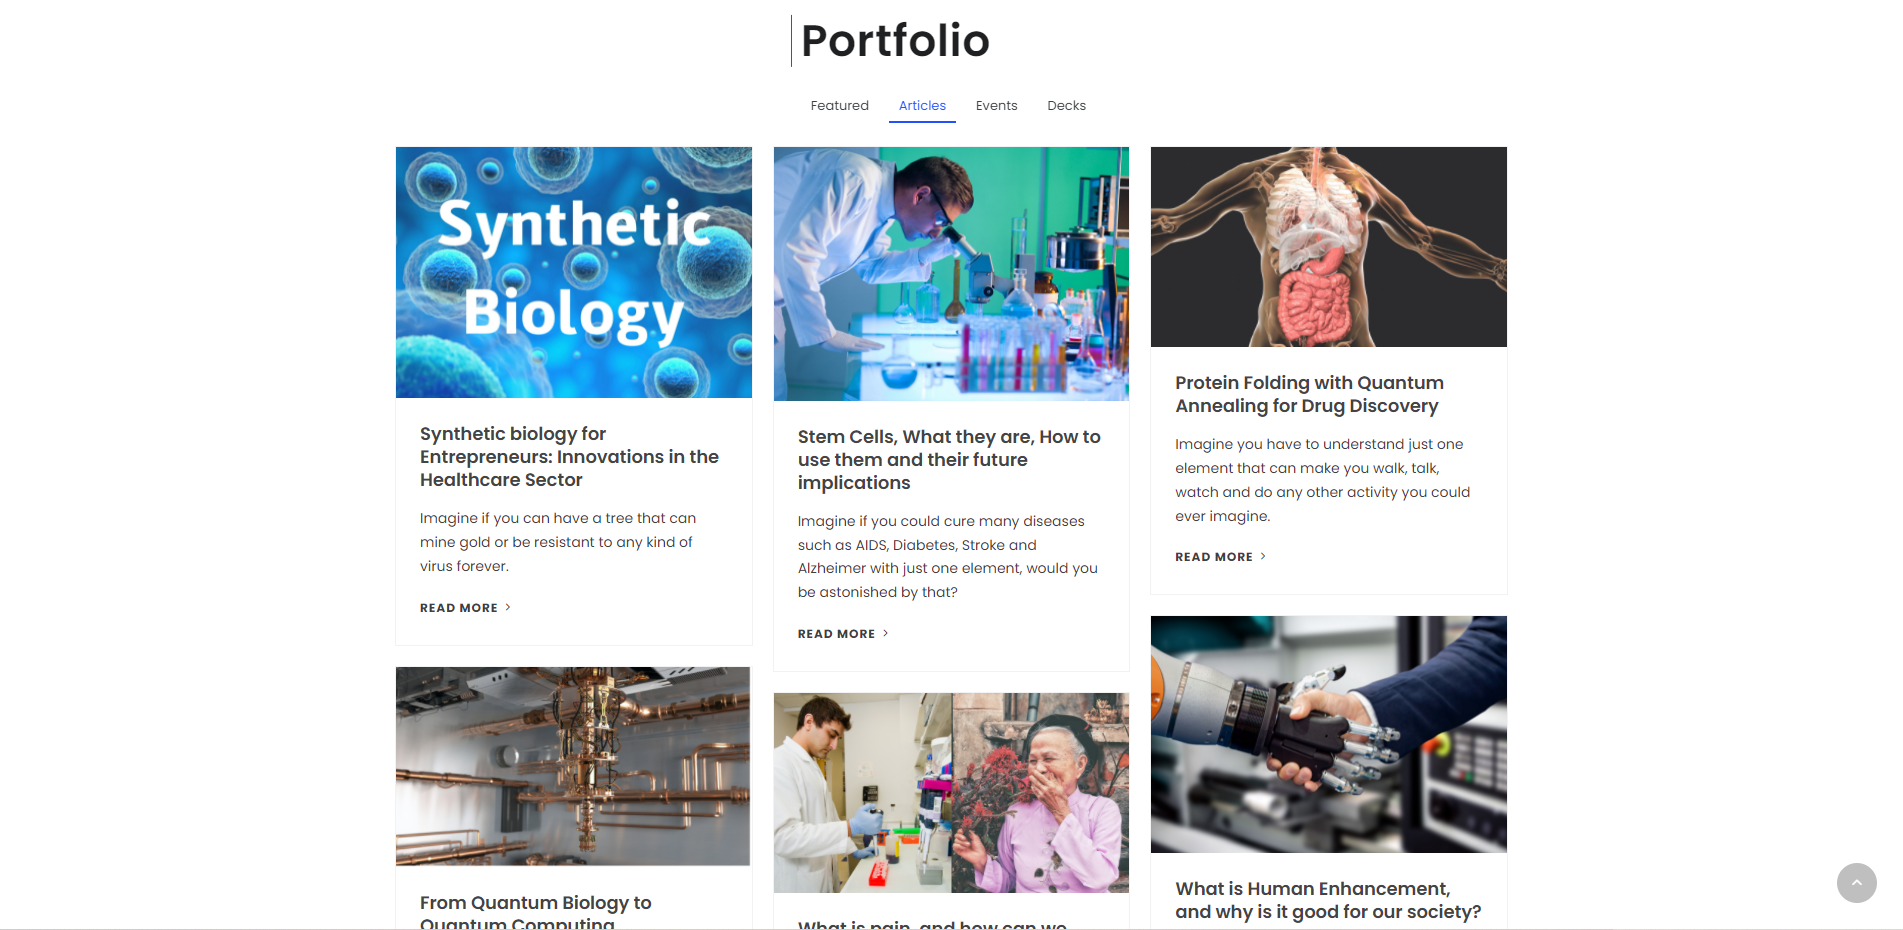 Portfolio
Featured
Articles
Events
Decks
Synthetic
Biology
Synthetic biology for
Entrepreneurs: Innovations in the
Healthcare Sector
Imagine if you can have a tree that can
mine gold or be resistant to any kind of
virus forever.
READ MORE
Stem Cells, What they are, How to
use them and their future
implications
Imagine if you could cure many diseases
such as AIDS, Diabetes, Stroke and
Alzheimer with just one element, would you
be astonished by that?
READ MORE
Protein Folding with Quantum
Annealing for Drug Discovery
Imagine you have to understand just one
element that can make you walk, talk,
watch and do any other activity you could
ever imagine.
READ MORE
From Quantum Biology to
Quantum Computing
What is pain, and how can we
What is Human Enhancement,
and why is it good for our society?